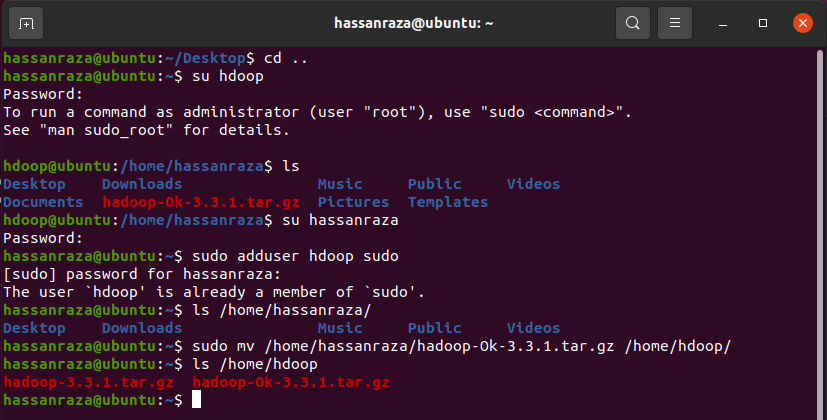 hassanraza@ubuntu: ~
hassanraza@ubuntu:~/Desktop$ cd ..
hassanraza@ubuntu:~$ su hdoop
Password:
To run a command as administrator (user "root"), use "sudo <command>".
See "man sudo_root" for details.
hdoop@ubuntu:/home/hassanraza$ ls
Desktop Downloads Music Public Videos
Documents hadoop-Ok-3.3.1.tar.gz Pictures Templates
hdoop@ubuntu:/home/hassanraza$ su hassanraza
Password:
hassanraza@ubuntu:~$ sudo adduser hdoop sudo
[sudo] password for hassanraza:
The user `hdoop' is already a member of `sudo'.
hassanraza@ubuntu:~$ ls /home/hassanraza/
Desktop Downloads Music Public Videos
hassanraza@ubuntu:~$ sudo mv /home/hassanraza/hadoop-Ok-3.3.1.tar.gz /home/hdoop/
hassanraza@ubuntu:~$ ls /home/hdoop
hadoop-3.3.1.tar.gz hadoop-Ok-3.3.1.tar.gz
hassanraza@ubuntu:~$